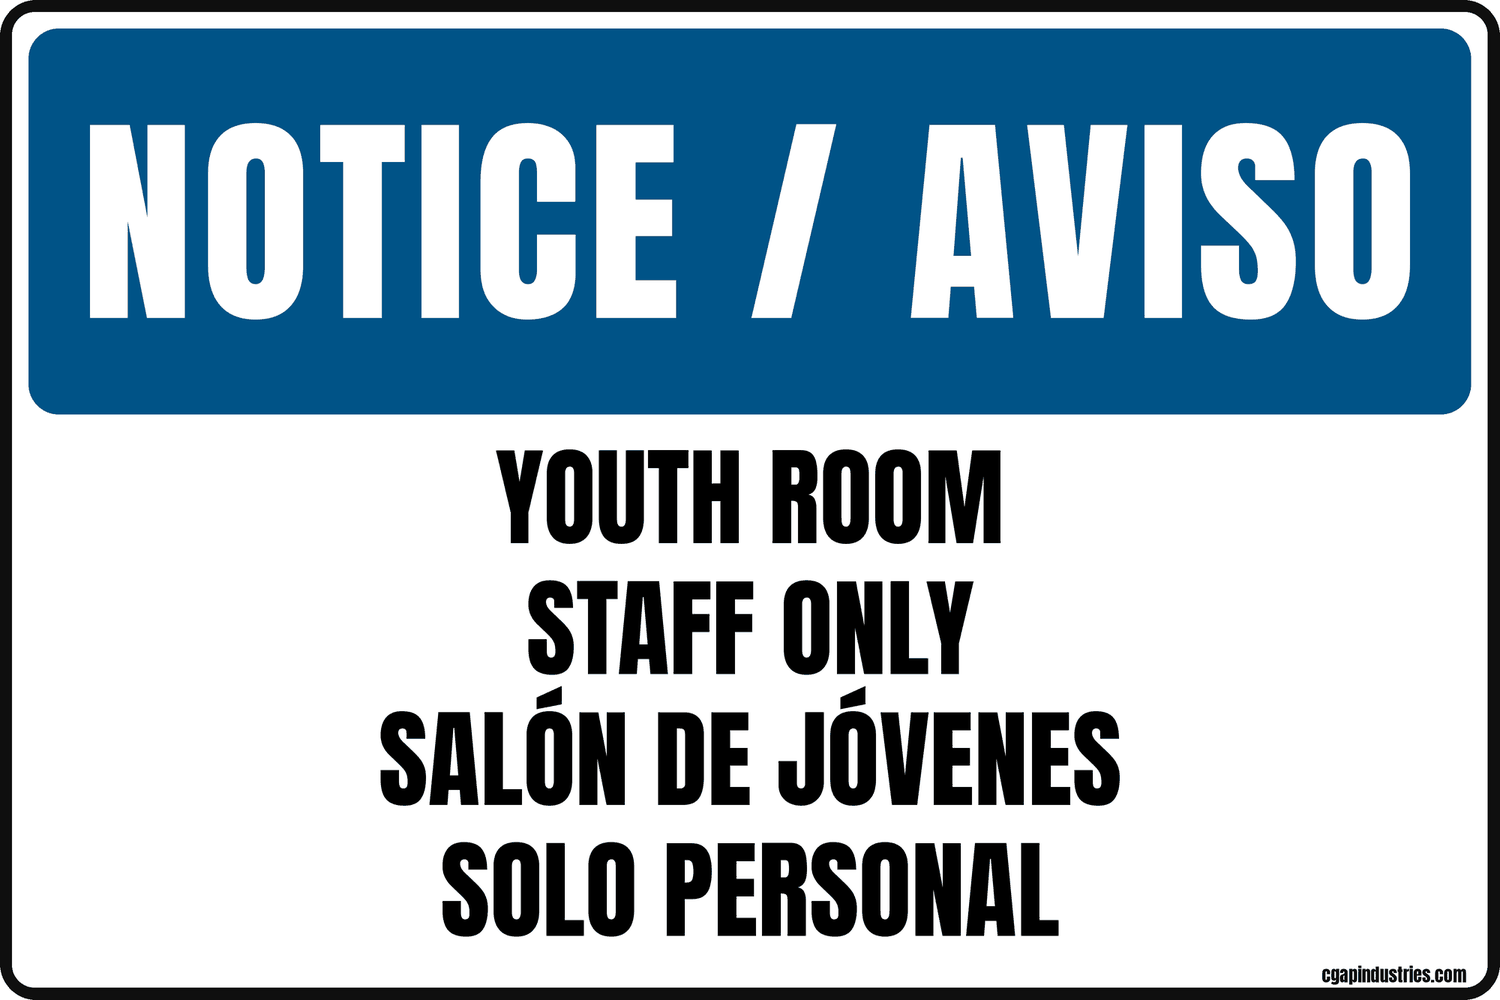 NOTICE / AVISO
YOUTH ROOM
STAFF ONLY
SALÓN DE JÓVENES
SOLO PERSONAL
cgapindustries.com